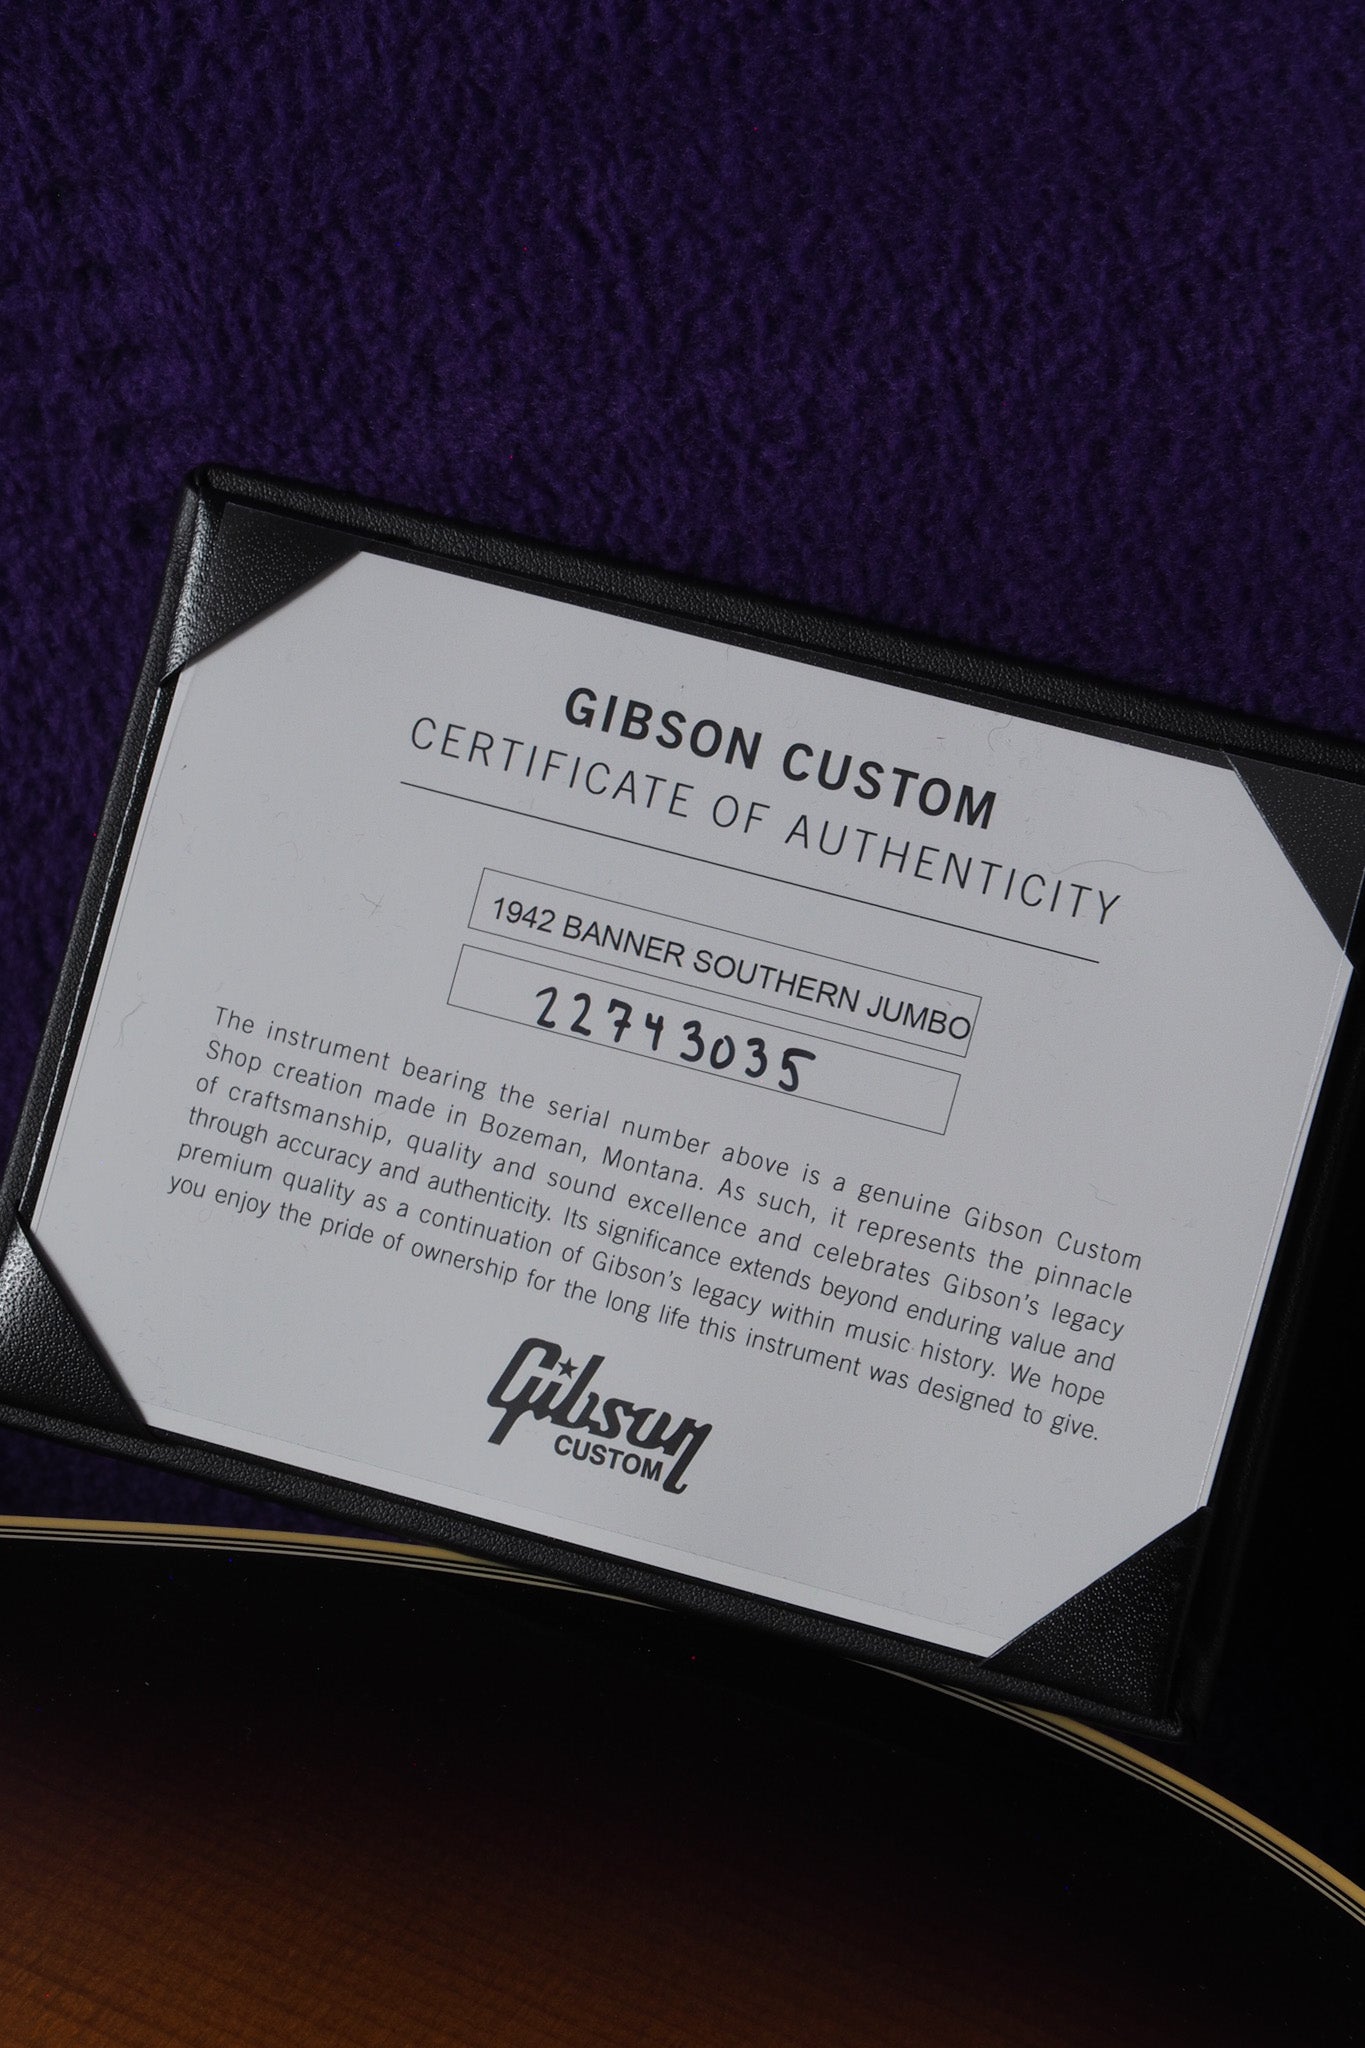 GIBSON CUSTOM
CERTIFICATE OF AUTHENTICITY
1942 BANNER SOUTHERN JUMBO
22743035
The instrument bearing the serial number above is a genuine Gibson Custom
Shop creation made in Bozeman, Montana. As such, it represents the pinnacle
of craftsmanship, quality and sound excellence and celebrates Gibson's legacy
through accuracy and authenticity. Its significance extends beyond enduring value and
premium quality as a continuation of Gibson's legacy within music history. We hope
you enjoy the pride of ownership for the long life this instrument was designed to give.
Gibson
CUSTOM